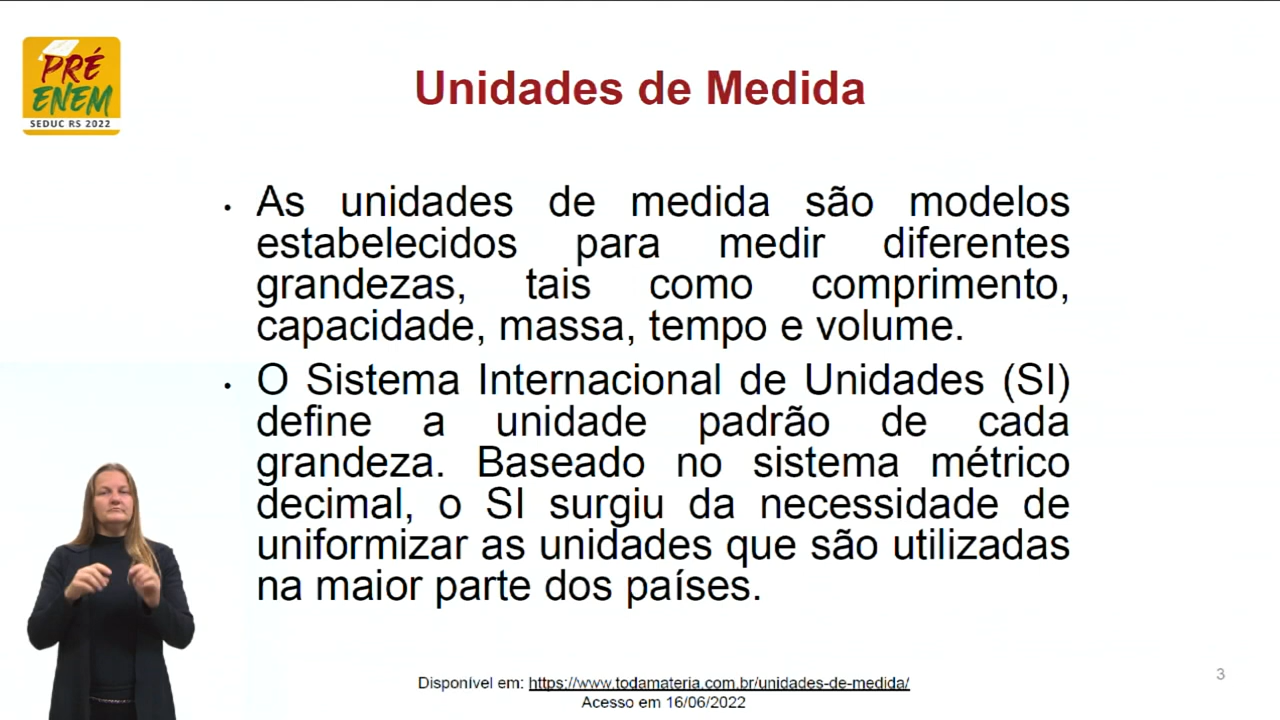 PRÉ
ENEM
SEDUC RS 2022
Unidades de Medida
• As unidades de medida são modelos
estabelecidos para medir diferentes
grandezas, tais como comprimento,
capacidade, massa, tempo e volume.
• O Sistema Internacional de Unidades (SI)
define a unidade padrão de cada
grandeza. Baseado no sistema métrico
decimal, o SI surgiu da necessidade de
uniformizar as unidades que são utilizadas
na maior parte dos países.
Disponível em: https://www.todamateria.com.br/unidades-de-medida/
Acesso em 16/06/2022
3